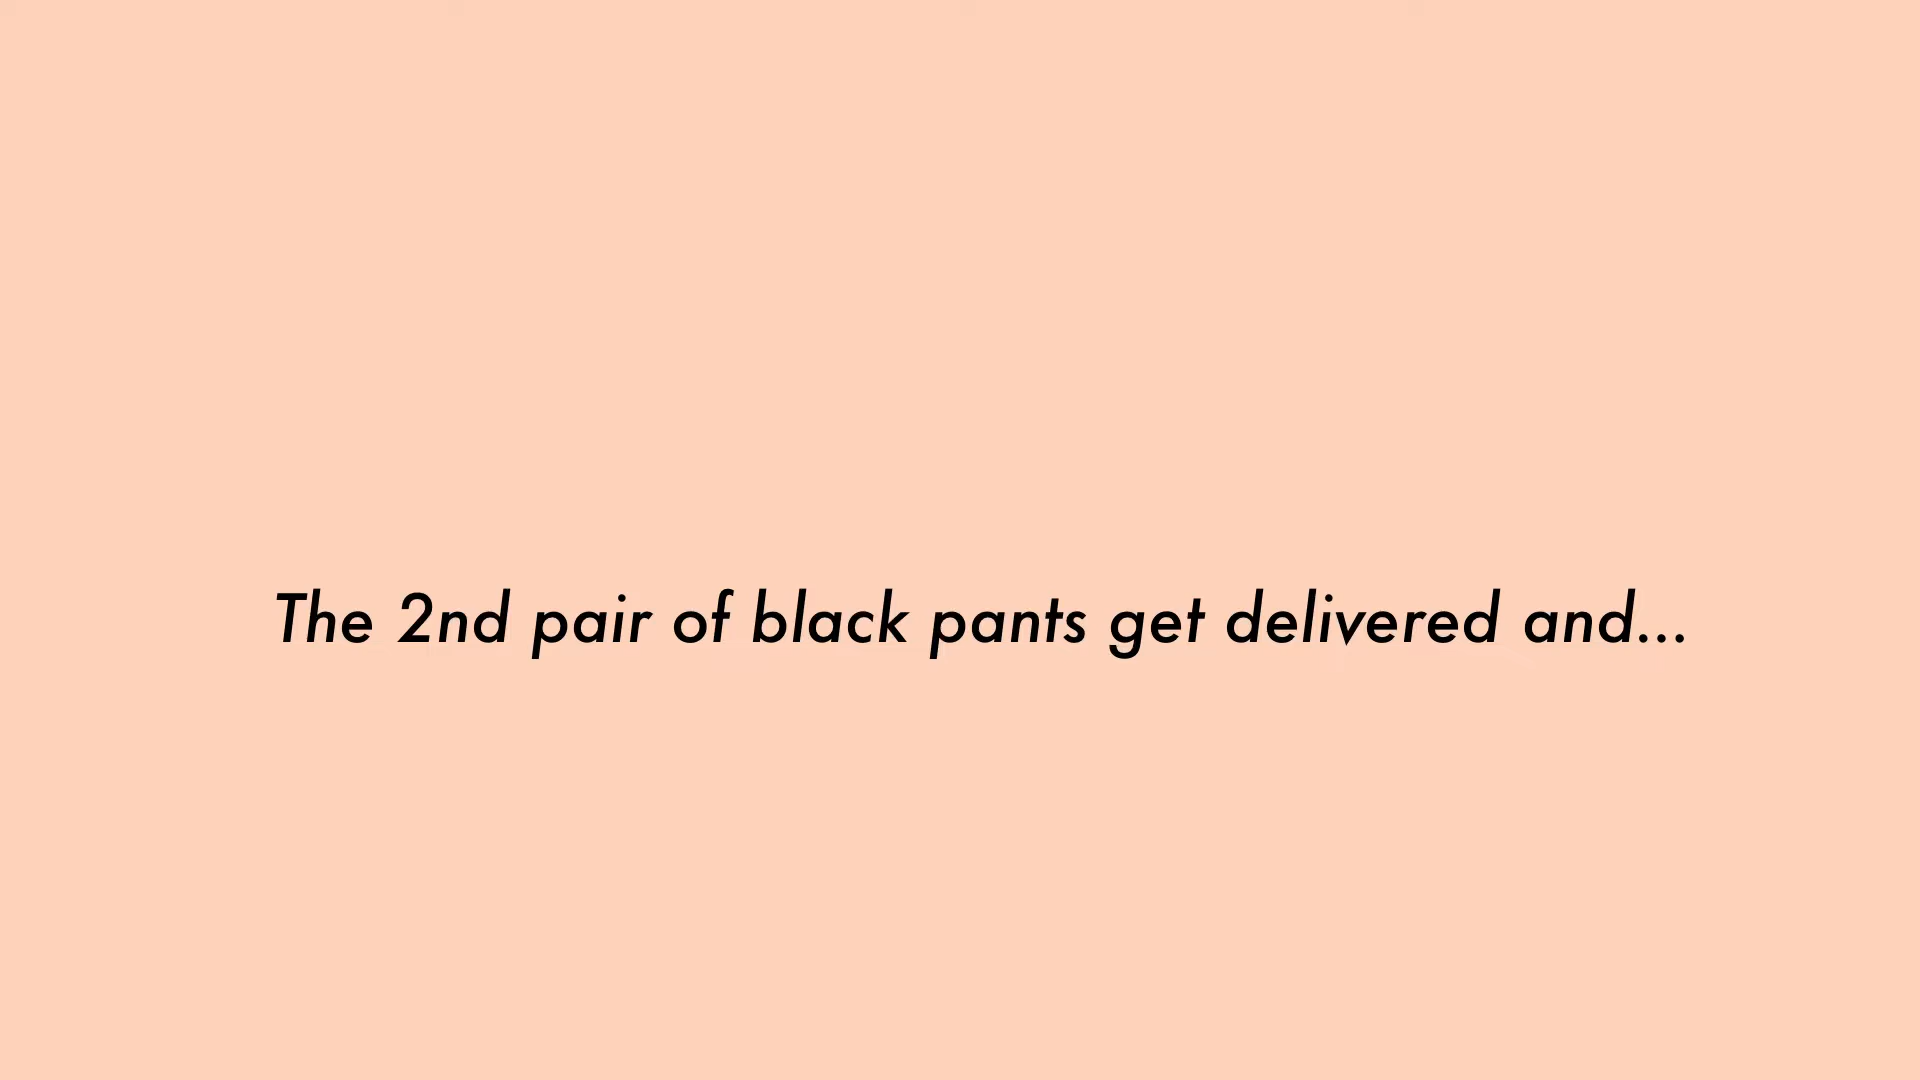 The 2nd pair of black pants get delivered and...